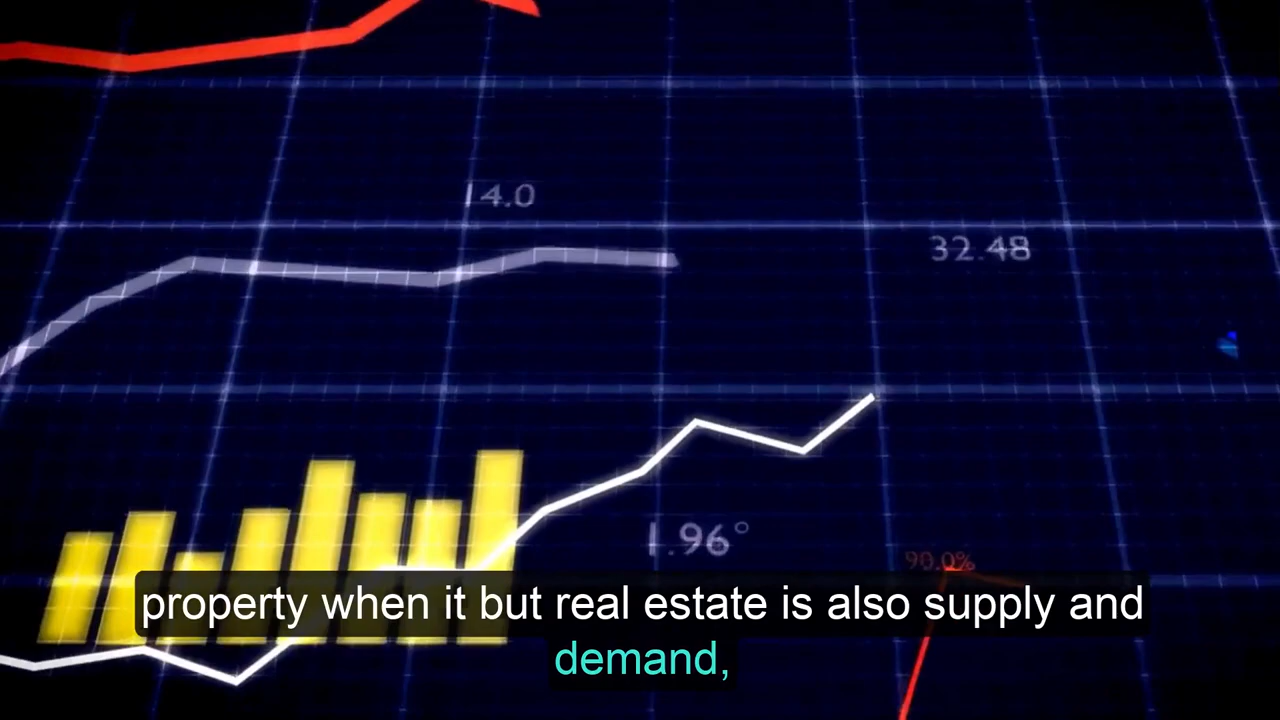 14.0
32.48
1.96°
90.0%
property when it but real estate is also supply and
demand,